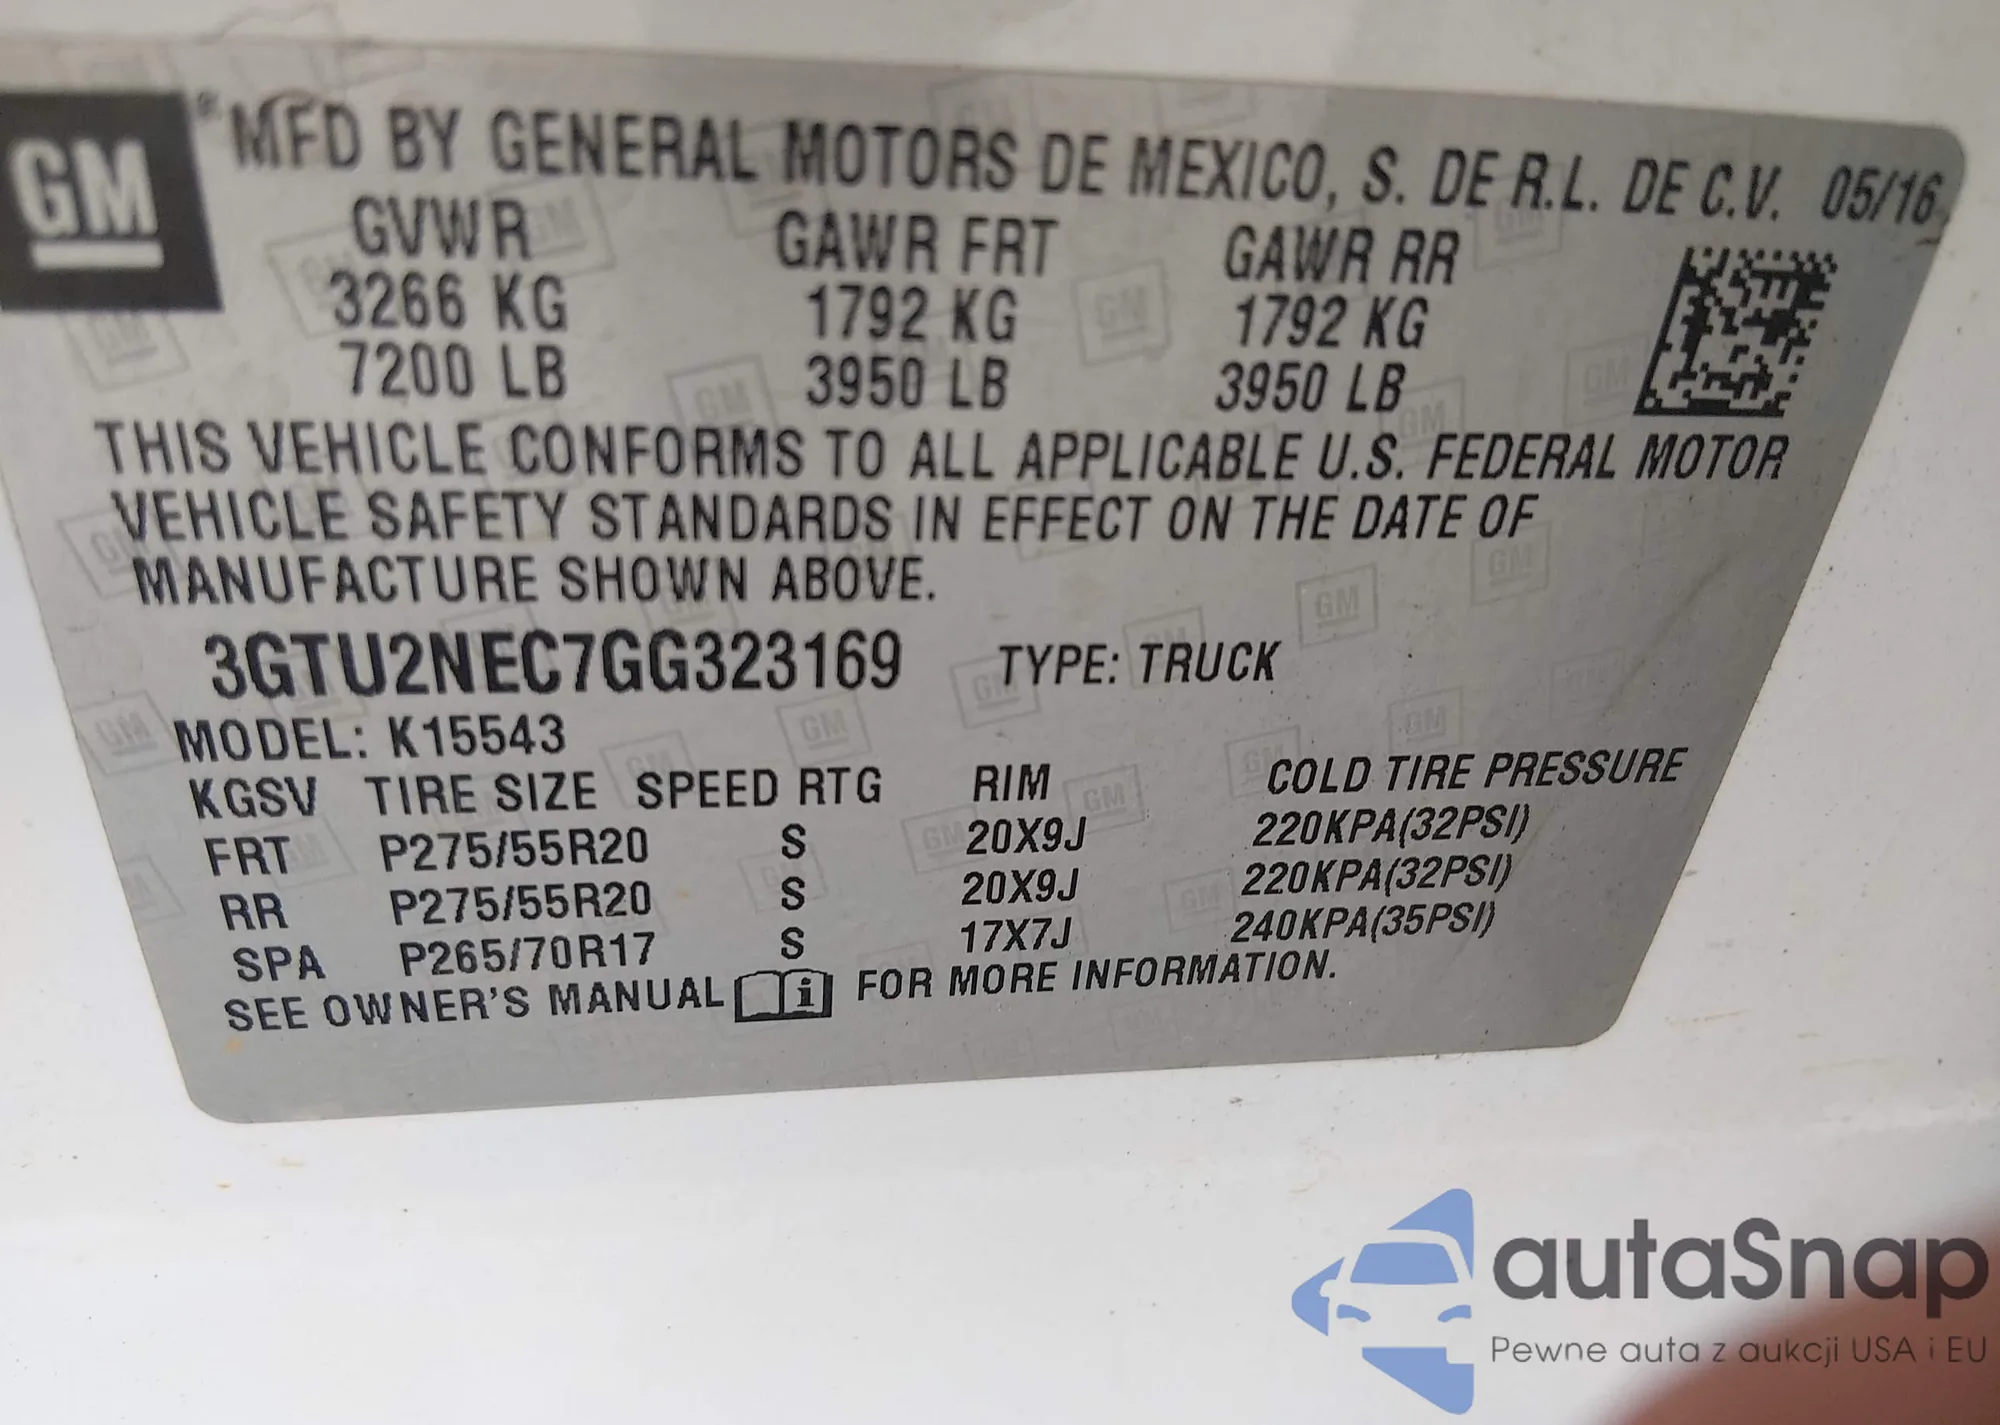 GM ® MFD BY GENERAL MOTORS DE MEXICO, S. DE R.L. DE C.V. 05/16
GVWR GAWR FRT GAWR RR
3266 KG 1792 KG 1792 KG
7200 LB 3950 LB 3950 LB
THIS VEHICLE CONFORMS TO ALL APPLICABLE U.S. FEDERAL MOTOR
VEHICLE SAFETY STANDARDS IN EFFECT ON THE DATE OF
MANUFACTURE SHOWN ABOVE.
3GTU2NEC7GG323169 TYPE: TRUCK
MODEL: K15543
KGSV TIRE SIZE SPEED RTG RIM COLD TIRE PRESSURE
FRT P275/55R20 S 20X9J 220KPA(32PSI)
RR P275/55R20 S 20X9J 220KPA(32PSI)
SPA P265/70R17 S 17X7J 240KPA(35PSI)
SEE OWNER'S MANUAL i FOR MORE INFORMATION.
autaSnap
Pewne auta z aukcji USA i EU